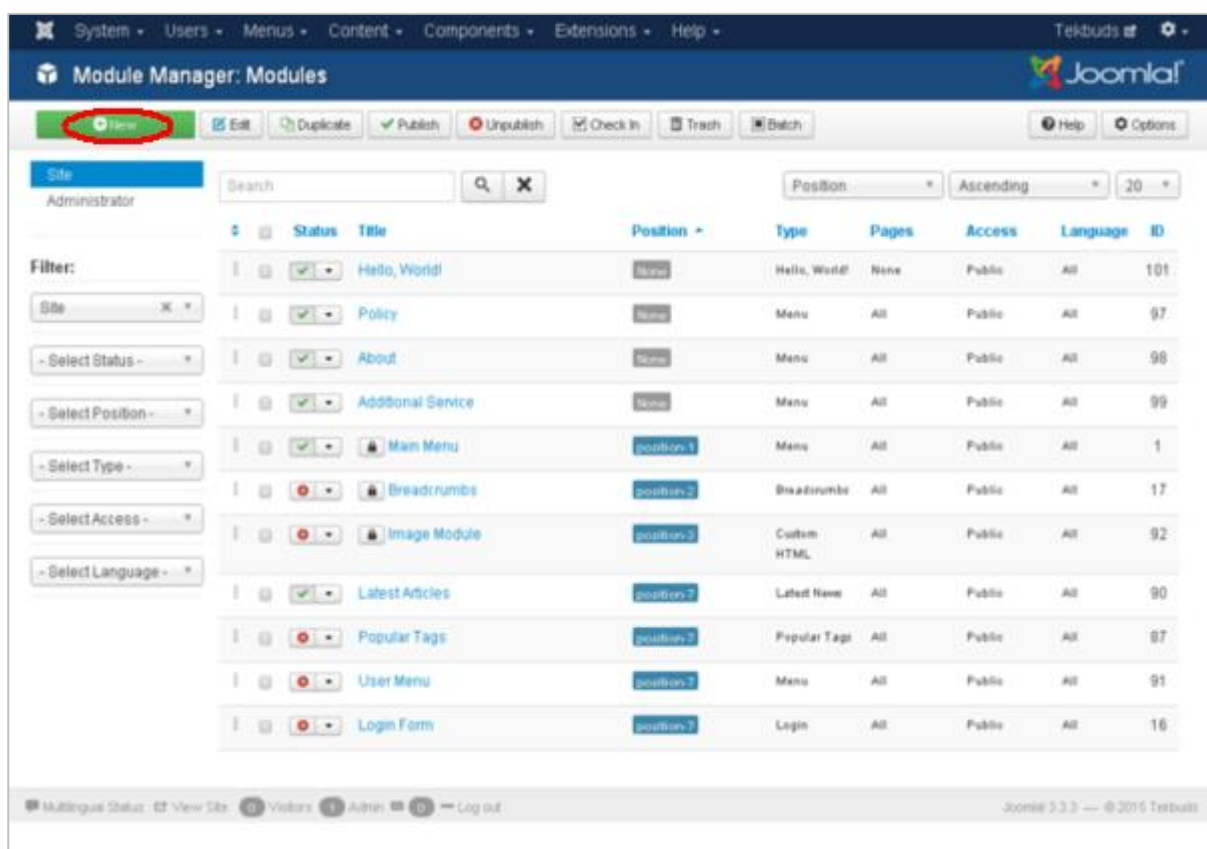 System Users Menus Content Components Extensions Help Tekbuds
Module Manager: Modules Joomla!
New Edit Duplicate Publish Unpublish Check In Trash Batch Help Options
Site
Administrator
Search Position Ascending 20
Status Title Position Type Pages Access Language ID
Filter:
Site
- Select Status -
- Select Position -
- Select Type -
- Select Access -
- Select Language -
Hello, World! None Hello, World! None Public All 101
Policy None Menu All Public All 97
About None Menu All Public All 98
Additional Service None Menu All Public All 99
Main Menu position-1 Menu All Public All 1
Breadcrumbs position-2 Breadcrumbs All Public All 17
Image Module position-3 Custom All Public All 92
HTML
Latest Articles position-7 Latest News All Public All 90
Popular Tags position-7 Popular Tags All Public All 87
User Menu position-7 Menu All Public All 91
Login Form position-7 Login All Public All 16
Multilingual Status View Site 0 Visitors 1 Admin 0 Log out Joomla! 3.3.3 — © 2015 Tekbuds